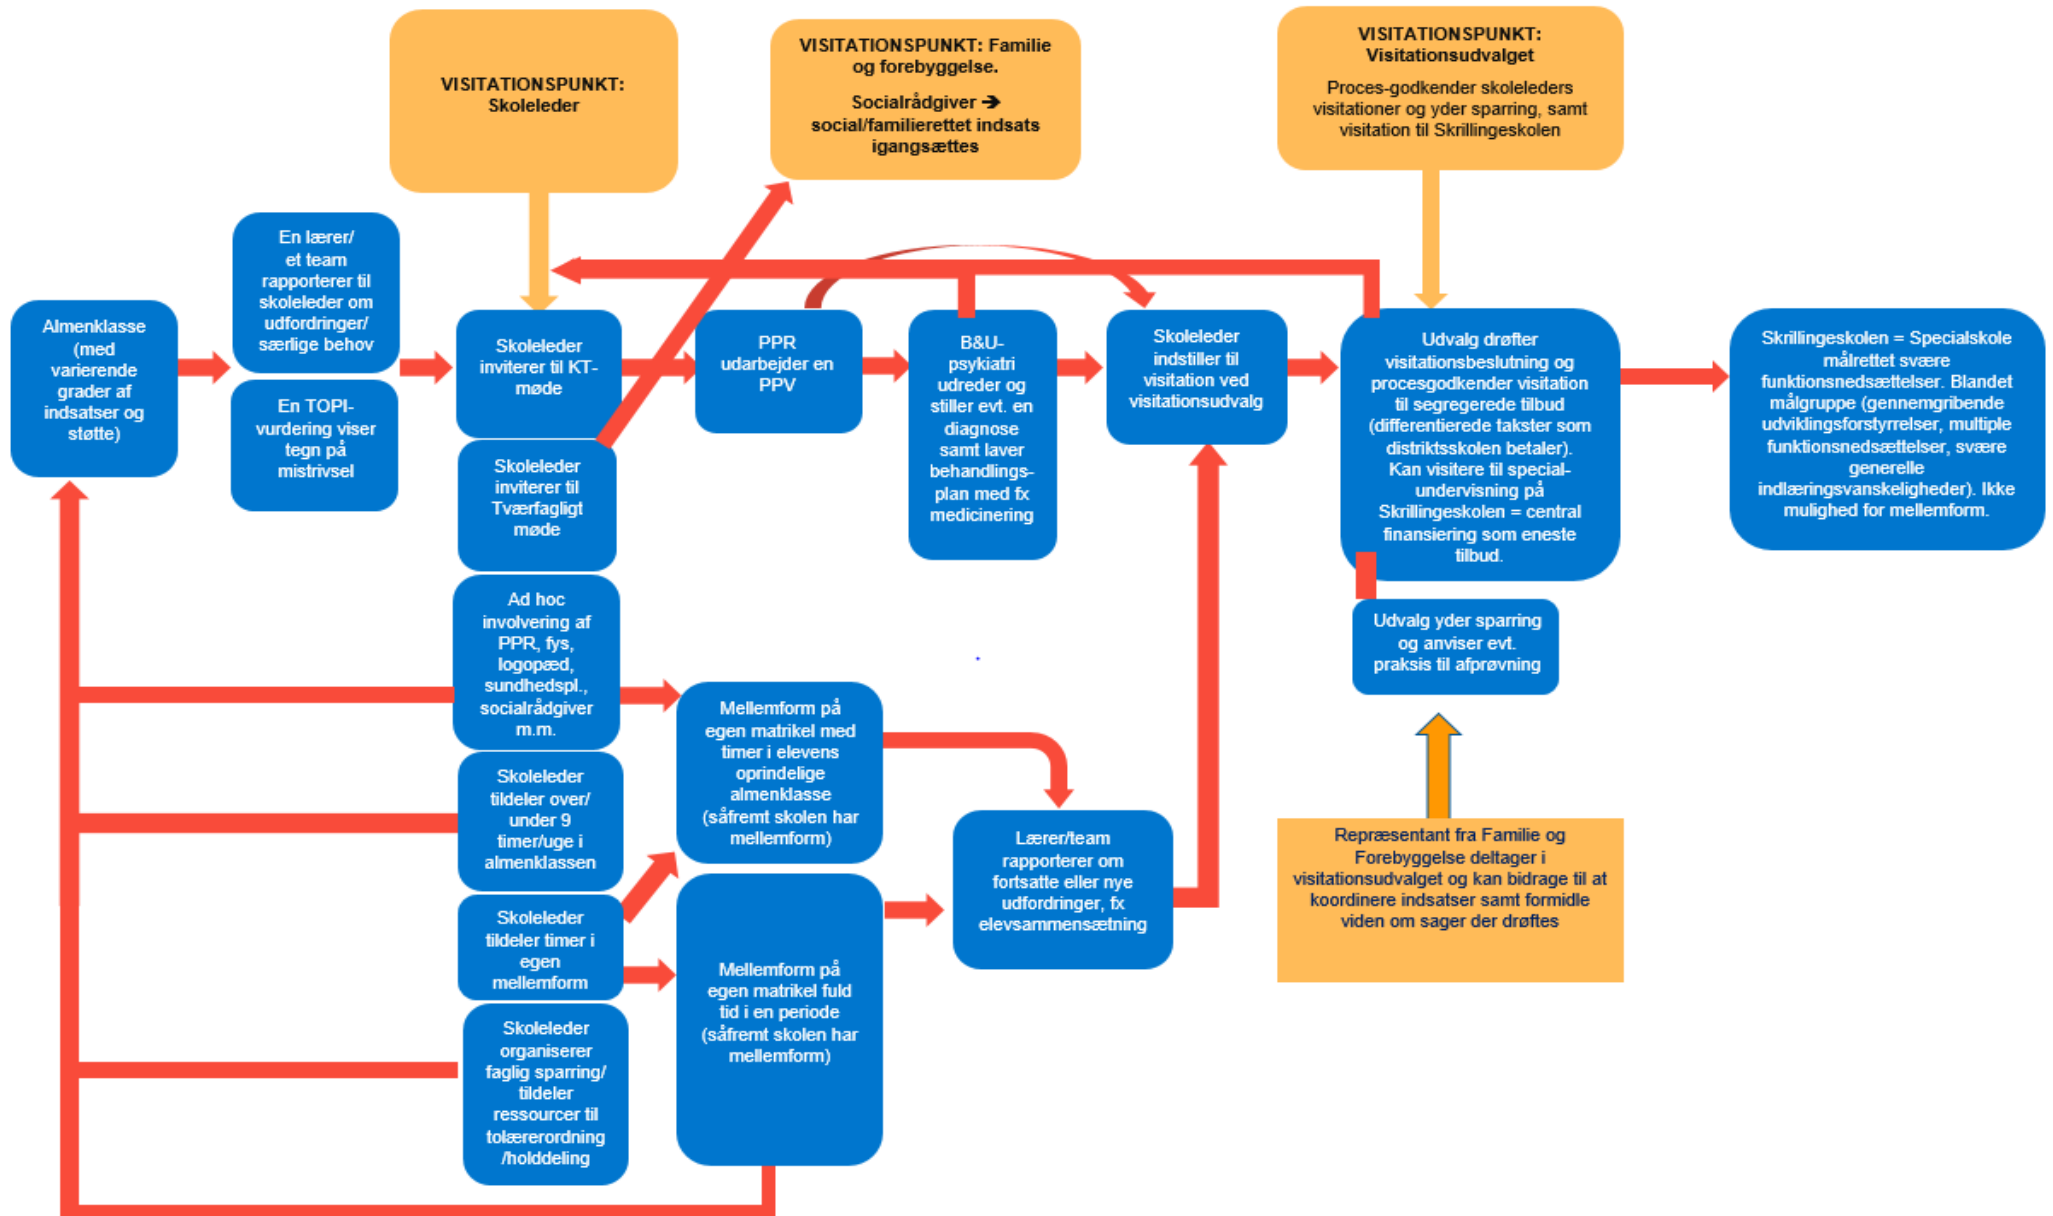 VISITATIONSPUNKT:
Skoleleder
VISITATIONSPUNKT: Familie
og forebyggelse.
Socialrådgiver ➔
social/familierettet indsats
igangsættes
VISITATIONSPUNKT:
Visitationsudvalget
Proces-godkender skoleleders
visitationer og yder sparring, samt
visitation til Skrillingeskolen
Almenklasse
(med
varierende
grader af
indsatser og
støtte)
En lærer/
et team
rapporterer til
skoleleder om
udfordringer/
særlige behov
En TOPI-
vurdering viser
tegn på
mistrivsel
Skoleleder
inviterer til KT-
møde
Skoleleder
inviterer til
Tværfagligt
møde
Ad hoc
involvering af
PPR, fys,
logopæd,
sundhedspl.,
socialrådgiver
m.m.
Skoleleder
tildeler over/
under 9
timer/uge i
almenklassen
Skoleleder
tildeler timer i
egen
mellemform
Skoleleder
organiserer
faglig sparring/
tildeler
ressourcer til
tolærerordning
/holddeling
PPR
udarbejder en
PPV
B&U-
psykiatri
udreder og
stiller evt. en
diagnose
samt laver
behandlings-
plan med fx
medicinering
Skoleleder
indstiller til
visitation ved
visitationsudvalg
Udvalg drøfter
visitationsbeslutning og
procesgodkender visitation
til segregerede tilbud
(differentierede takster som
distriktsskolen betaler).
Kan visitere til special-
undervisning på
Skrillingeskolen = central
finansiering som eneste
tilbud.
Skrillingeskolen = Specialskole
målrettet svære
funktionsnedsættelser. Blandet
målgruppe (gennemgribende
udviklingsforstyrrelser, multiple
funktionsnedsættelser, svære
generelle
indlæringsvanskeligheder). Ikke
mulighed for mellemform.
Udvalg yder sparring
og anviser evt.
praksis til afprøvning
Mellemform på
egen matrikel med
timer i elevens
oprindelige
almenklasse
(såfremt skolen har
mellemform)
Mellemform på
egen matrikel fuld
tid i en periode
(såfremt skolen har
mellemform)
Lærer/team
rapporterer om
fortsatte eller nye
udfordringer, fx
elevsammensætning
Repræsentant fra Familie og
Forebyggelse deltager i
visitationsudvalget og kan bidrage til at
koordinere indsatser samt formidle
viden om sager der drøftes